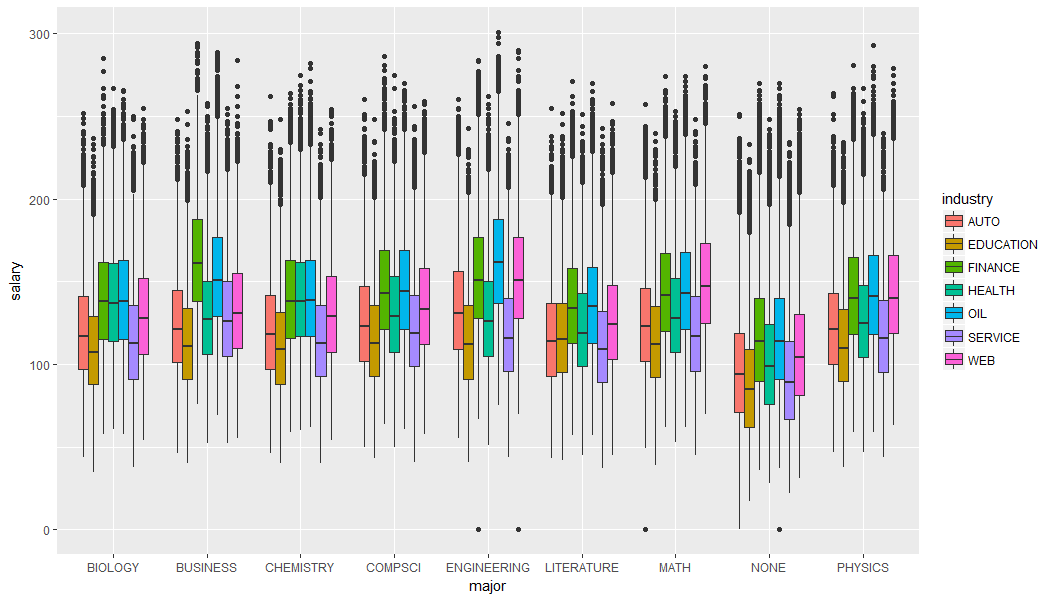 300
200
100
0
salary
BIOLOGY BUSINESS CHEMISTRY COMPSCI ENGINEERING LITERATURE MATH NONE PHYSICS
major
industry
AUTO
EDUCATION
FINANCE
HEALTH
OIL
SERVICE
WEB